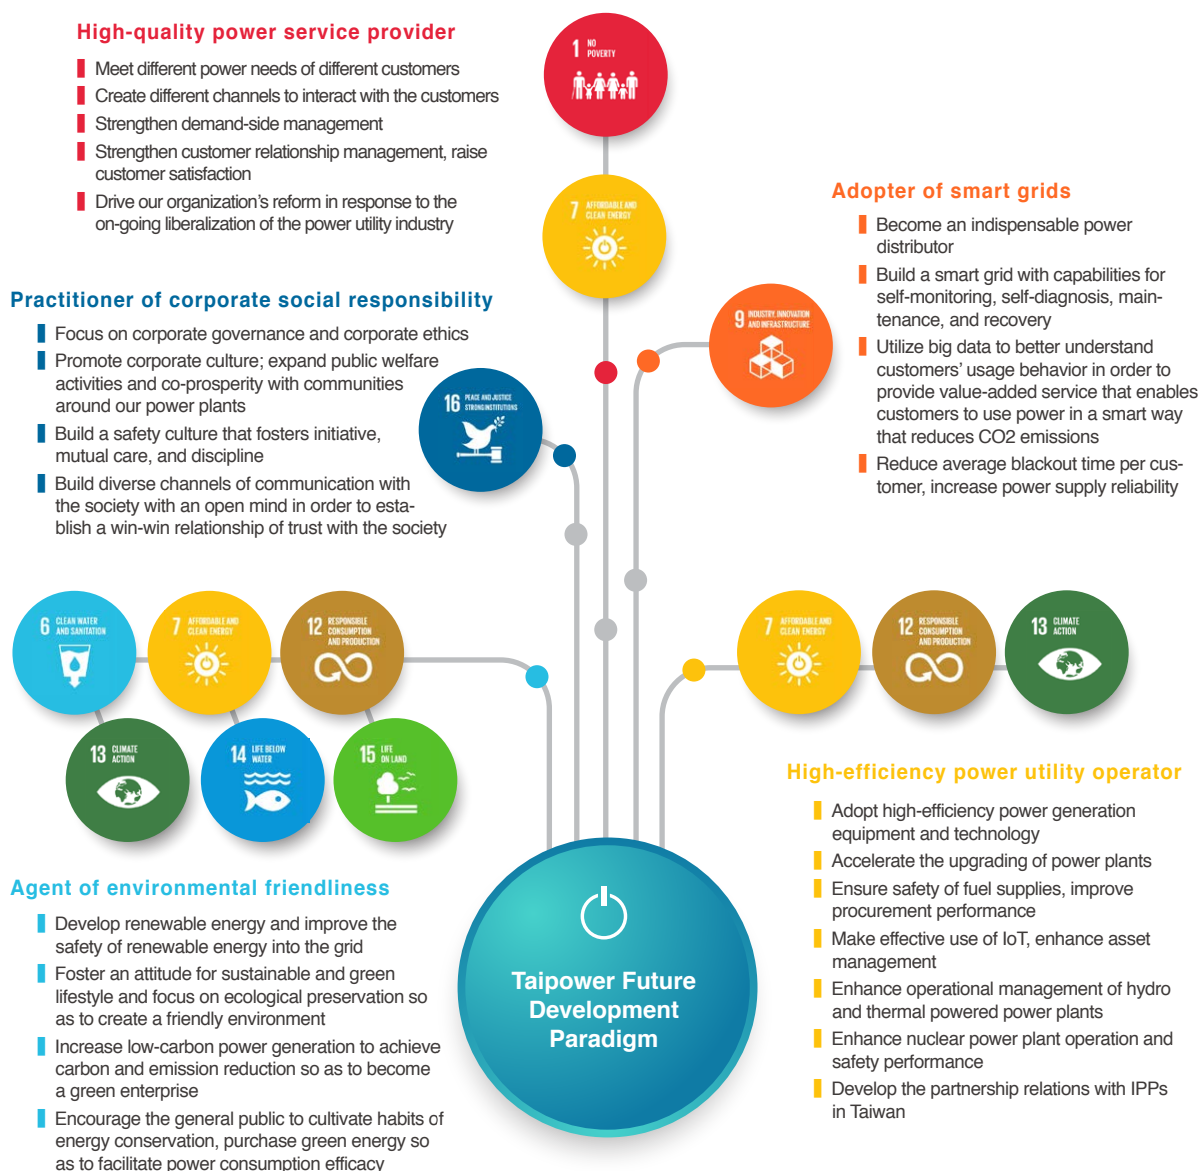 High-quality power service provider
Meet different power needs of different customers
Create different channels to interact with the customers
Strengthen demand-side management
Strengthen customer relationship management, raise
customer satisfaction
Drive our organization's reform in response to the
on-going liberalization of the power utility industry
1 NO
POVERTY
7 AFFORDABLE AND
CLEAN ENERGY
Adopter of smart grids
Become an indispensable power
distributor
Build a smart grid with capabilities for
self-monitoring, self-diagnosis, main-
tenance, and recovery
Utilize big data to better understand
customers' usage behavior in order to
provide value-added service that enables
customers to use power in a smart way
that reduces CO2 emissions
Reduce average blackout time per cus-
tomer, increase power supply reliability
9 INDUSTRY, INNOVATION
AND INFRASTRUCTURE
Practitioner of corporate social responsibility
Focus on corporate governance and corporate ethics
Promote corporate culture; expand public welfare
activities and co-prosperity with communities
around our power plants
Build a safety culture that fosters initiative,
mutual care, and discipline
Build diverse channels of communication with
the society with an open mind in order to esta-
blish a win-win relationship of trust with the society
16 PEACE AND JUSTICE
STRONG INSTITUTIONS
6 CLEAN WATER
AND SANITATION
7 AFFORDABLE AND
CLEAN ENERGY
12 RESPONSIBLE
CONSUMPTION
AND PRODUCTION
13 CLIMATE
ACTION
14 LIFE BELOW
WATER
15 LIFE
ON LAND
7 AFFORDABLE AND
CLEAN ENERGY
12 RESPONSIBLE
CONSUMPTION
AND PRODUCTION
13 CLIMATE
ACTION
High-efficiency power utility operator
Adopt high-efficiency power generation
equipment and technology
Accelerate the upgrading of power plants
Ensure safety of fuel supplies, improve
procurement performance
Make effective use of IoT, enhance asset
management
Enhance operational management of hydro
and thermal powered power plants
Enhance nuclear power plant operation and
safety performance
Develop the partnership relations with IPPs
in Taiwan
Agent of environmental friendliness
Develop renewable energy and improve the
safety of renewable energy into the grid
Foster an attitude for sustainable and green
lifestyle and focus on ecological preservation so
as to create a friendly environment
Increase low-carbon power generation to achieve
carbon and emission reduction so as to become
a green enterprise
Encourage the general public to cultivate habits of
energy conservation, purchase green energy so
as to facilitate power consumption efficacy
Taipower Future
Development
Paradigm